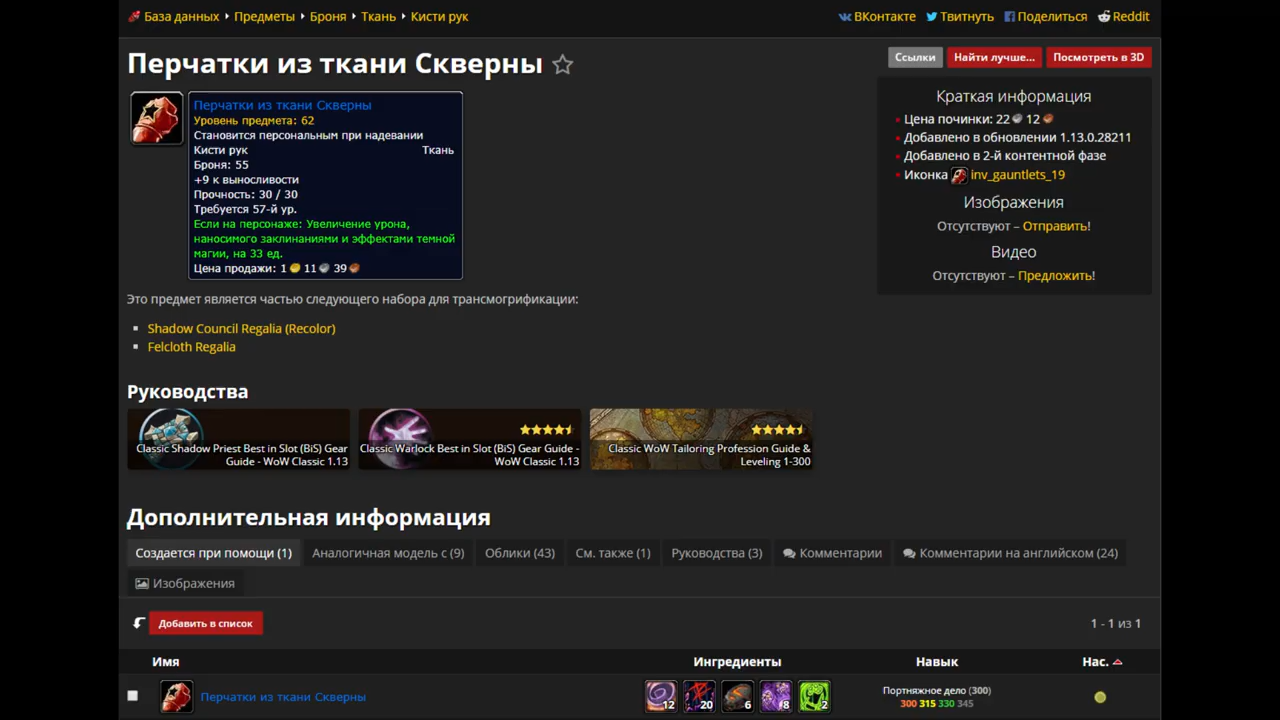 База данных Предметы Броня Ткань Кисти рук ВКонтакте Твитнуть Поделиться Reddit
Перчатки из ткани Скверны
Ссылки Найти лучше... Посмотреть в 3D
Перчатки из ткани Скверны
Уровень предмета: 62
Становится персональным при надевании
Кисти рук Ткань
Броня: 55
+9 к выносливости
Прочность: 30 / 30
Требуется 57-й ур.
Если на персонаже: Увеличение урона,
наносимого заклинаниями и эффектами темной
магии, на 33 ед.
Цена продажи: 1 11 39
Краткая информация
Цена починки: 22 12
Добавлено в обновлении 1.13.0.28211
Добавлено в 2-й контентной фазе
Иконка inv_gauntlets_19
Изображения
Отсутствуют – Отправить!
Видео
Отсутствуют – Предложить!
Это предмет является частью следующего набора для трансмогрификации:
Shadow Council Regalia (Recolor)
Felcloth Regalia
Руководства
Classic Shadow Priest Best in Slot (BiS) Gear
Guide - WoW Classic 1.13
Classic Warlock Best in Slot (BiS) Gear Guide -
WoW Classic 1.13
Classic WoW Tailoring Profession Guide &
Leveling 1-300
Дополнительная информация
Создается при помощи (1) Аналогичная модель с (9) Облики (43) См. также (1) Руководства (3) Комментарии Комментарии на английском (24)
Изображения
Добавить в список 1 - 1 из 1
Имя Ингредиенты Навык Нас.
Перчатки из ткани Скверны 12 20 6 8 2 Портняжное дело (300)
300 315 330 345